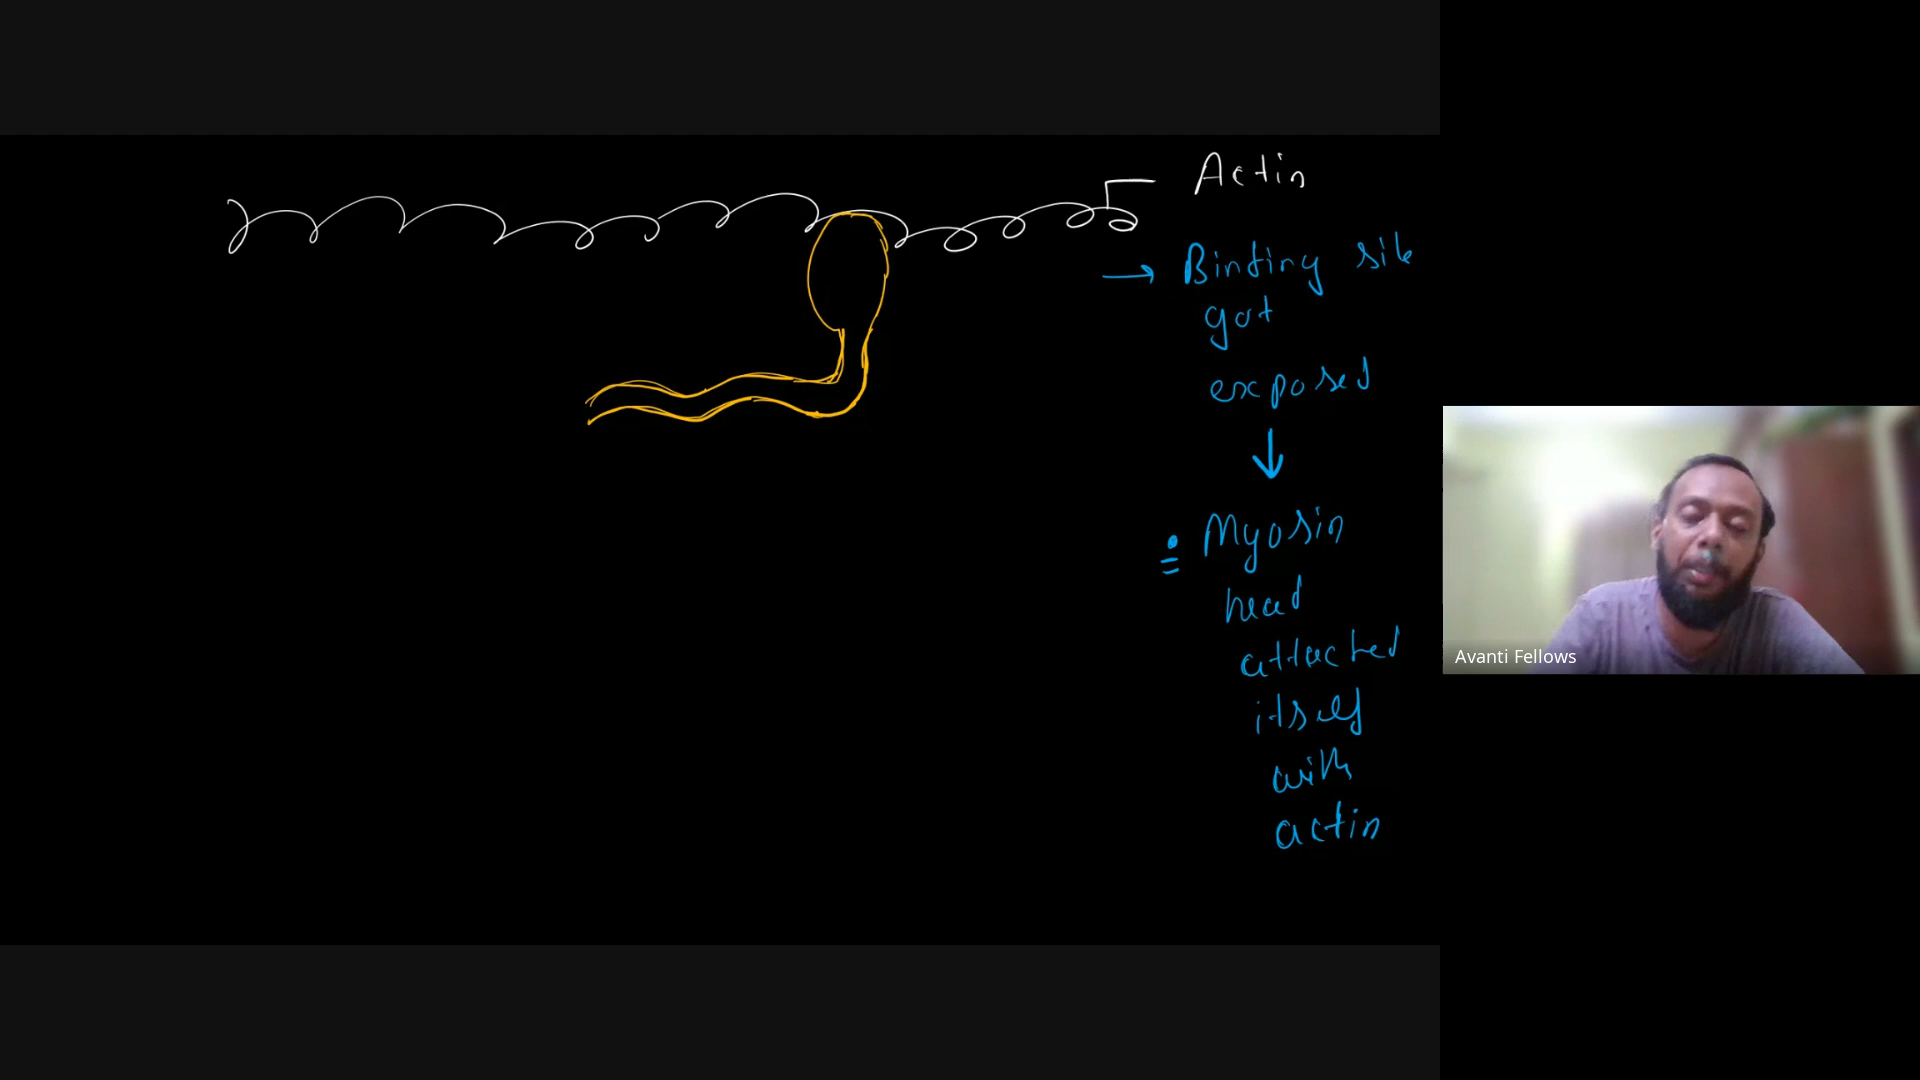 Actin
→ Binding site
got
exposed
↓
Myosin
head
attached
itself
with
actin
Avanti Fellows